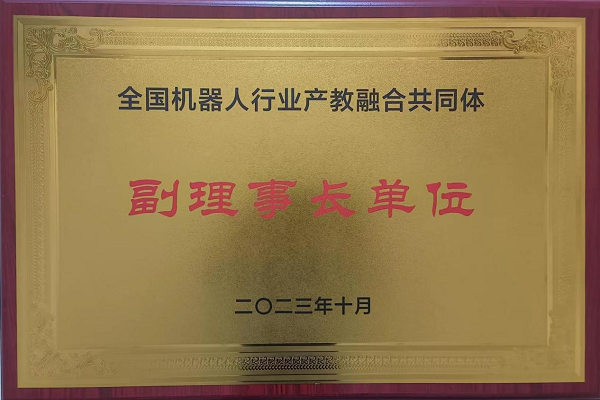 全国机器人行业产教融合共同体
副理事长单位
二〇二三年十月